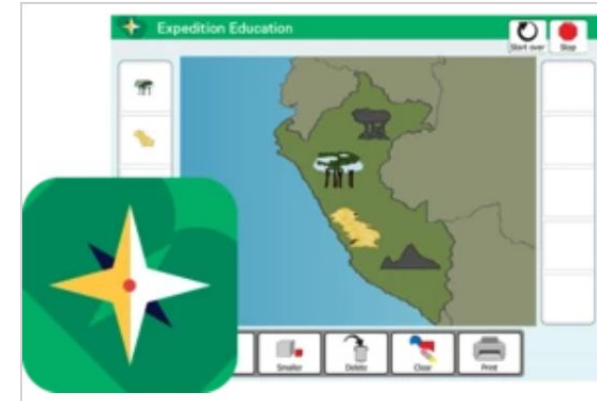 Expedition Education
Start over
Stop
Smaller
Delete
Clear
Print